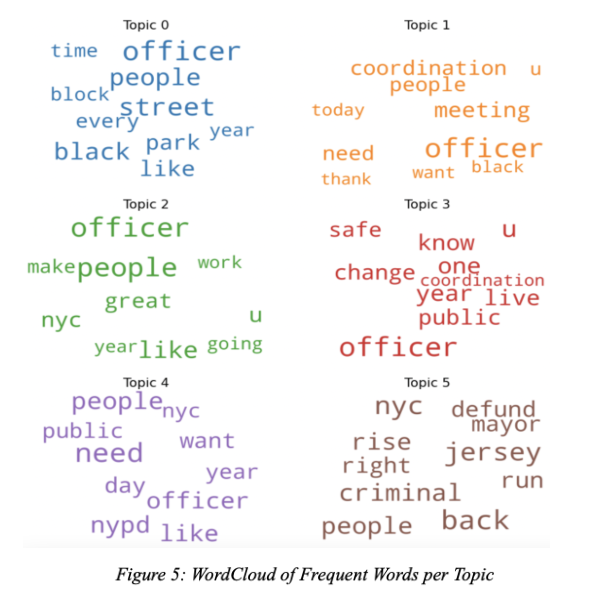 Topic 0
time officer
people
block
street
every
year
park
black
like
Topic 1
coordination u
people
today meeting
need officer
black
thank want
Topic 2
officer
make people work
great
nyc u
year like going
Topic 3
safe u
know
change one
coordination
year live
public
officer
Topic 4
people nyc
public
want
need
year
day
officer
nypd like
Topic 5
nyc defund
mayor
rise jersey
right
run
criminal
people back
Figure 5: WordCloud of Frequent Words per Topic